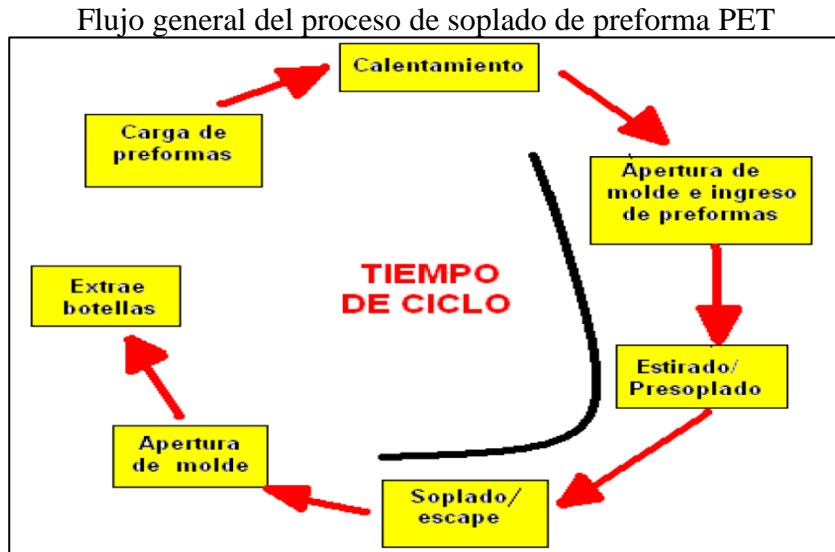 Flujo general del proceso de soplado de preforma PET
Calentamiento
Carga de
preformas
Apertura de
molde e ingreso
de preformas
TIEMPO
DE CICLO
Extrae
botellas
Estirado/
Presoplado
Apertura
de molde
Soplado/
escape